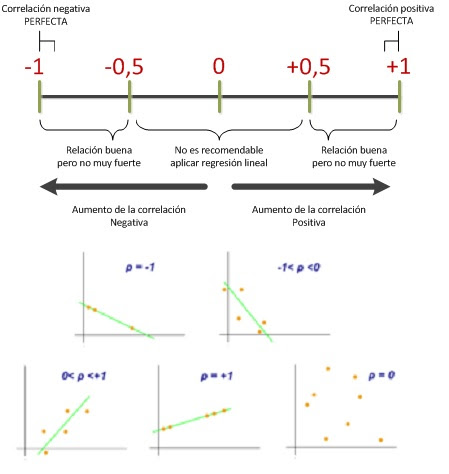 Correlación negativa
PERFECTA
Correlación positiva
PERFECTA
-1 -0,5 0 +0,5 +1
Relación buena
pero no muy fuerte
No es recomendable
aplicar regresión lineal
Relación buena
pero no muy fuerte
Aumento de la correlación
Negativa
Aumento de la correlación
Positiva
ρ = -1
-1< ρ <0
0< ρ <+1
ρ = +1
ρ = 0